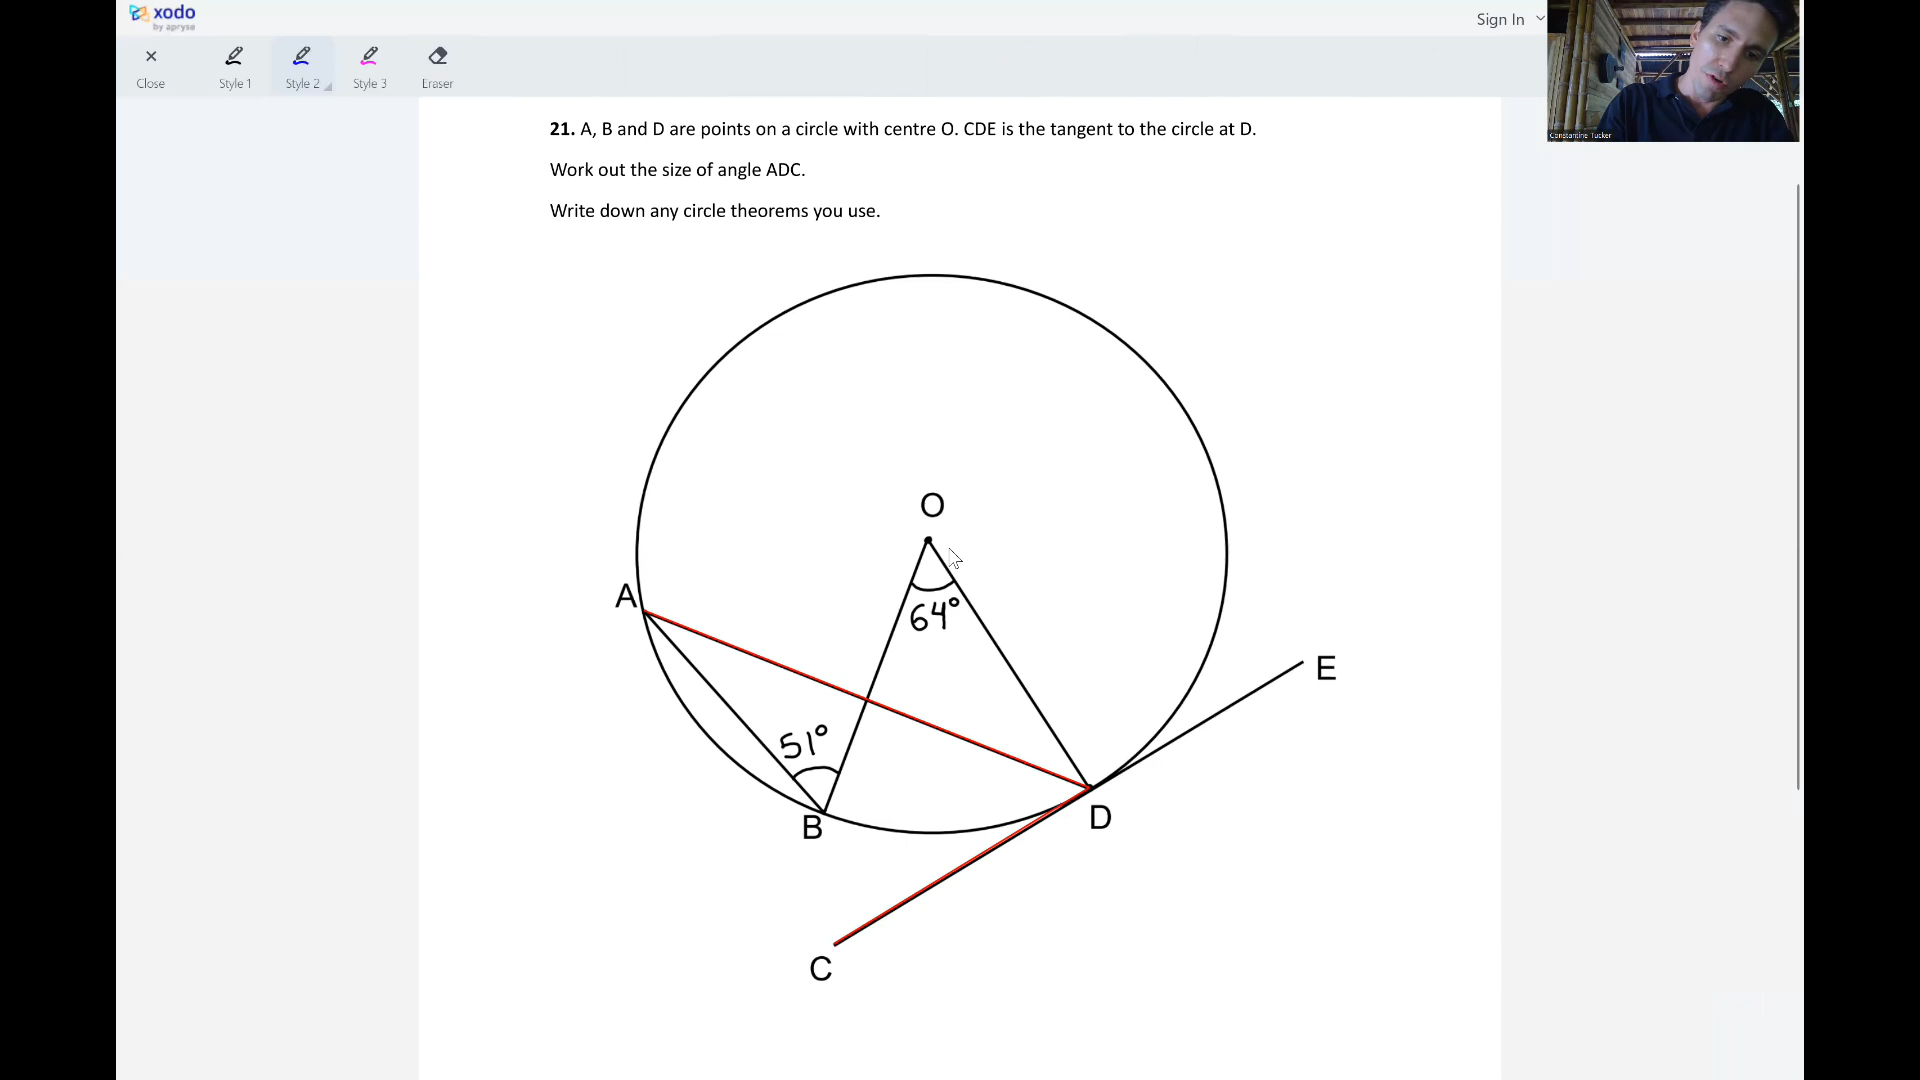 xodo
by apryse
Sign In
Close
Style 1
Style 2
Style 3
Eraser
Constantine Tucker
21. A, B and D are points on a circle with centre O. CDE is the tangent to the circle at D.
Work out the size of angle ADC.
Write down any circle theorems you use.
O
64°
A
E
51°
B
D
C